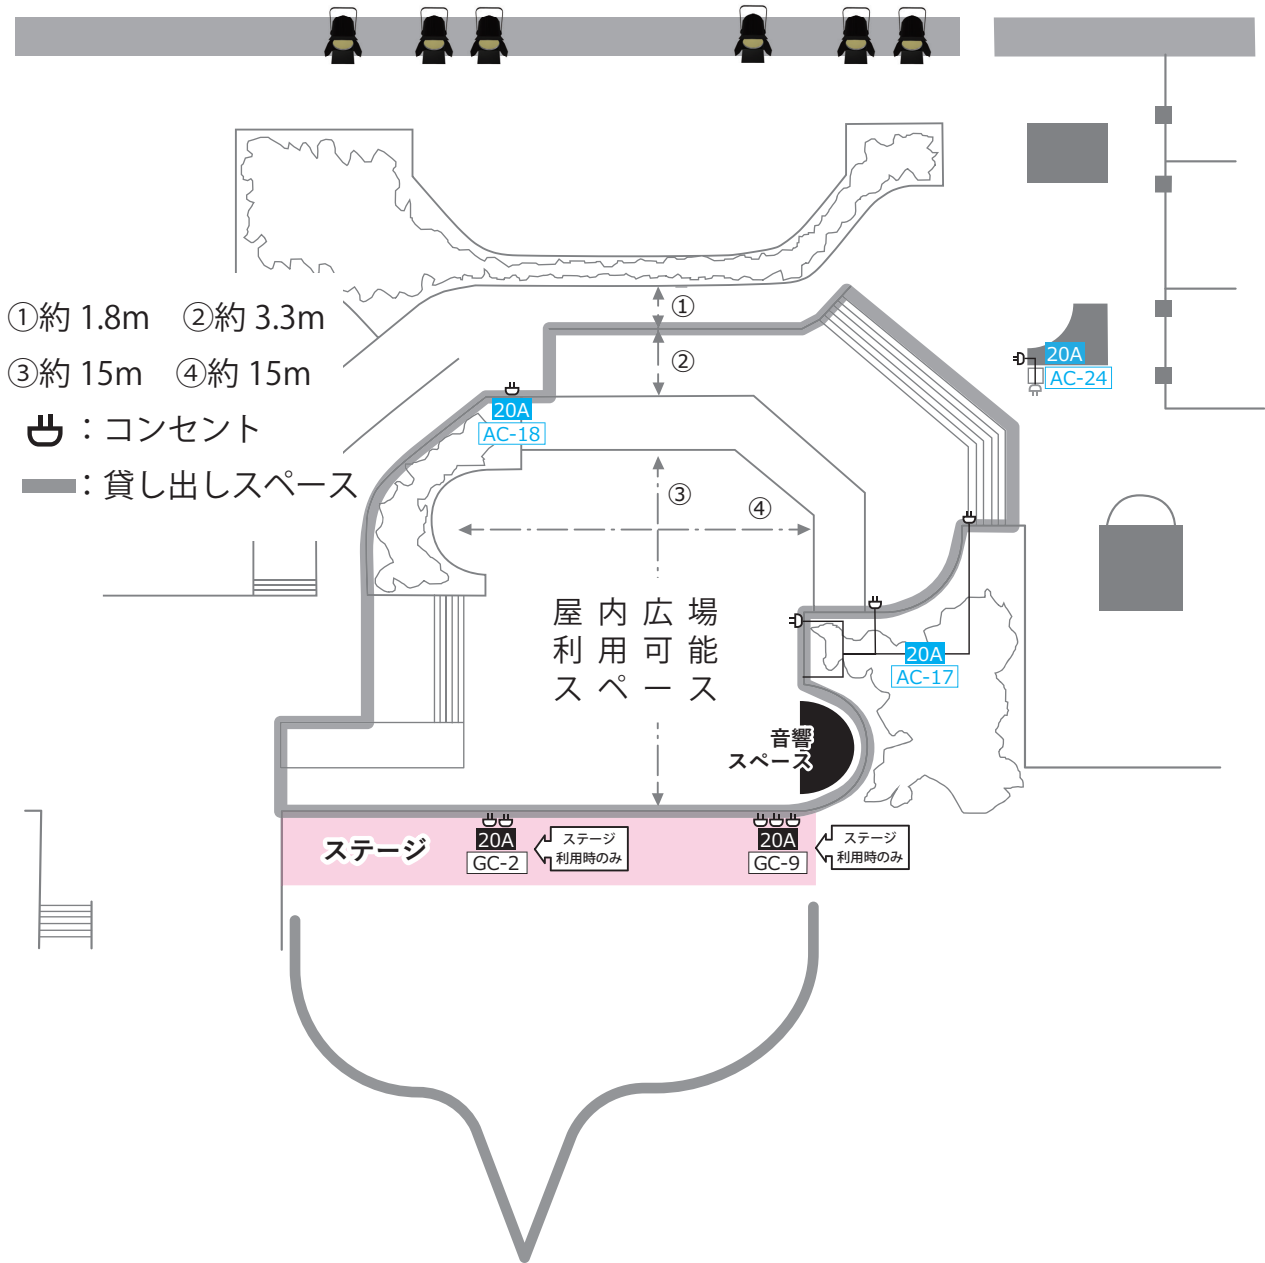 ①約 1.8m ②約 3.3m
③約 15m ④約 15m
：コンセント
：貸し出しスペース
①
②
20A
AC-24
20A
AC-18
③
④
屋内広場
利用可能
スペース
20A
AC-17
音響
スペース
ステージ
20A
GC-2
ステージ
利用時のみ
20A
GC-9
ステージ
利用時のみ